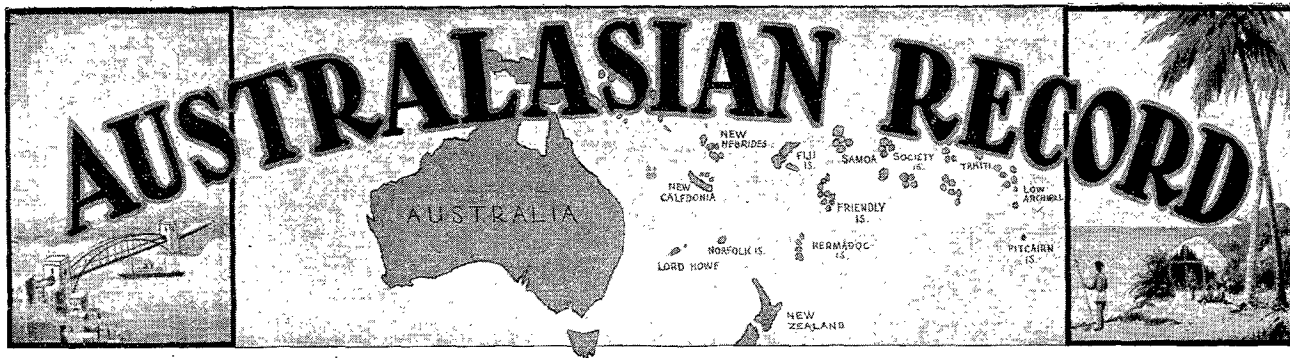 AUSTRALASIAN RECORD
AUSTRALIA
NEW
HEBRIDES
FIJI
IS.
SAMOA
SOCIETY
IS.
TAHITI
NEW
CALEDONIA
FRIENDLY
IS.
LOW
ARCHIPEL
NORFOLK IS.
LORD HOWE
KERMADOC
IS.
PITCAIRN
IS.
NEW
ZEALAND